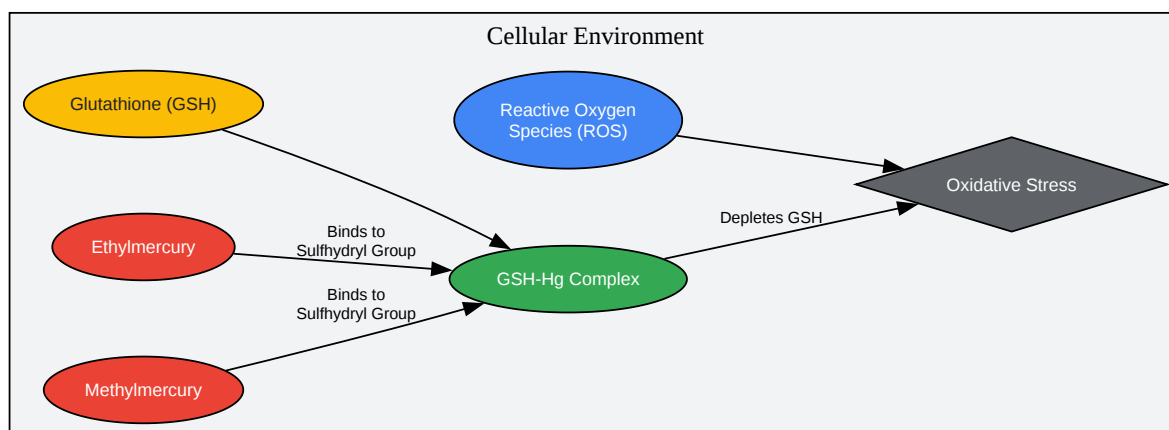 Cellular Environment
Glutathione (GSH)
Reactive Oxygen
Species (ROS)
Oxidative Stress
Depletes GSH
Ethylmercury
Binds to
Sulfhydryl Group
GSH-Hg Complex
Binds to
Sulfhydryl Group
Methylmercury